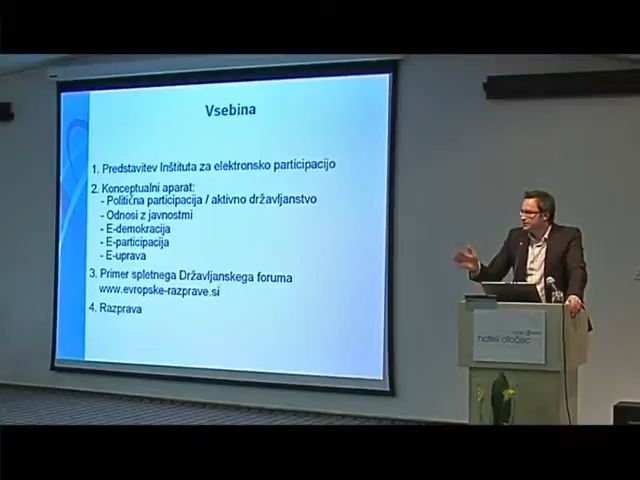 Vsebina
1. Predstavitev Inštituta za elektronsko participacijo
2. Konceptualni aparat:
- Politična participacija / aktivno državljanstvo
- Odnosi z javnostmi
- E-demokracija
- E-participacija
- E-uprava
3. Primer spletnega Državljanskega foruma
www.evropske-razprave.si
4. Razprava
hoteli otočec